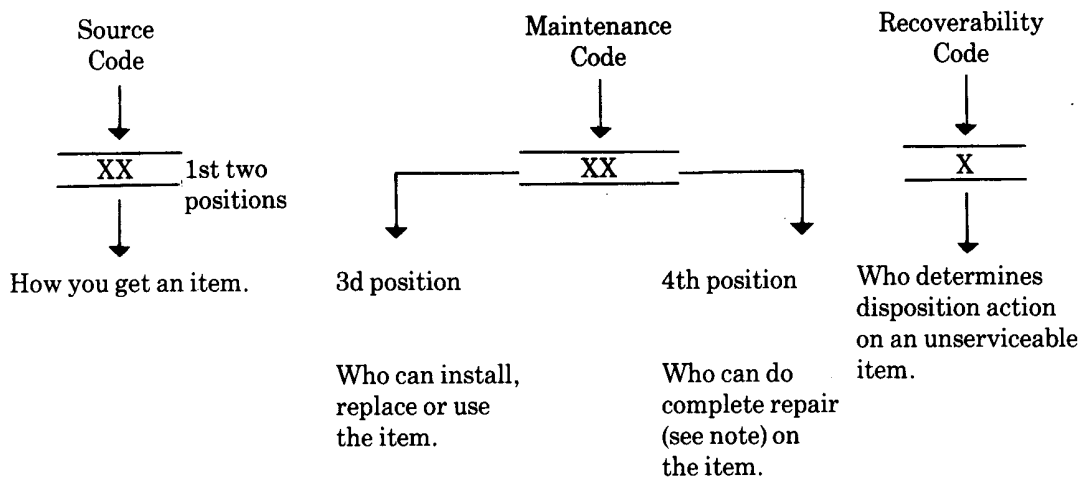 Source
Code
XX
1st two
positions
How you get an item.
Maintenance
Code
XX
3d position
Who can install,
replace or use
the item.
4th position
Who can do
complete repair
(see note) on
the item.
Recoverability
Code
X
Who determines
disposition action
on an unserviceable
item.